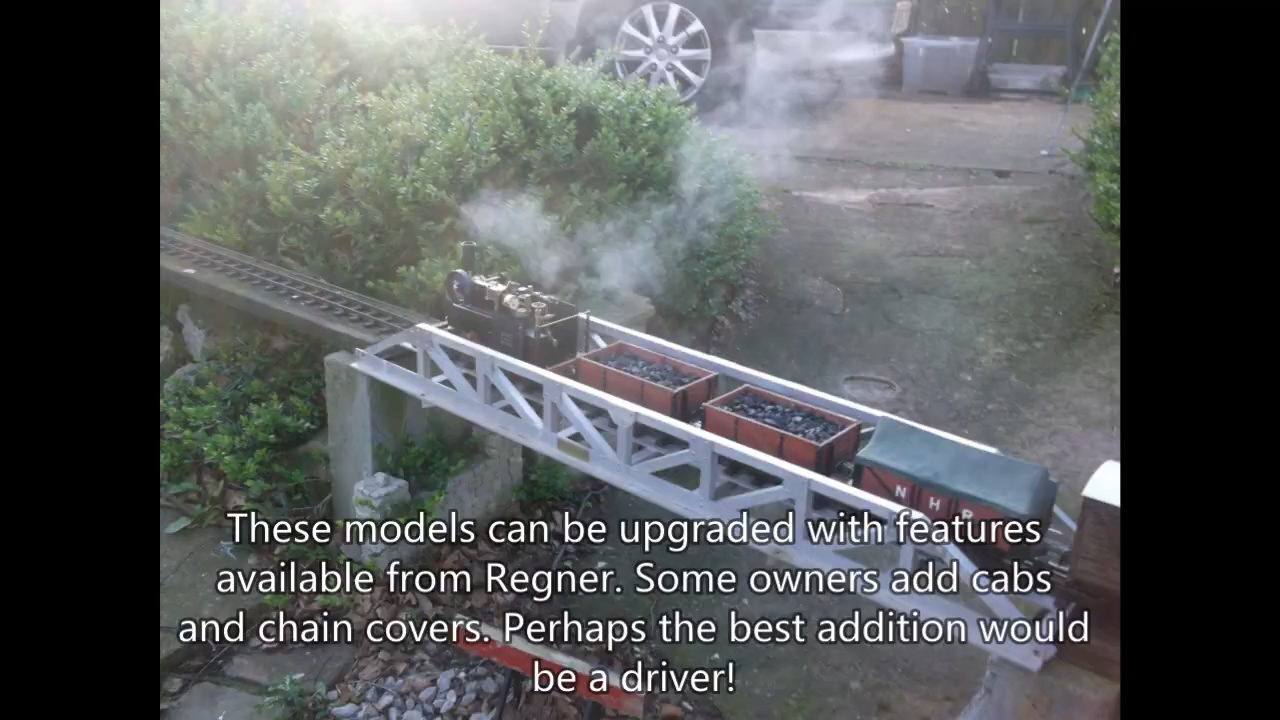 N H R
These models can be upgraded with features
available from Regner. Some owners add cabs
and chain covers. Perhaps the best addition would
be a driver!